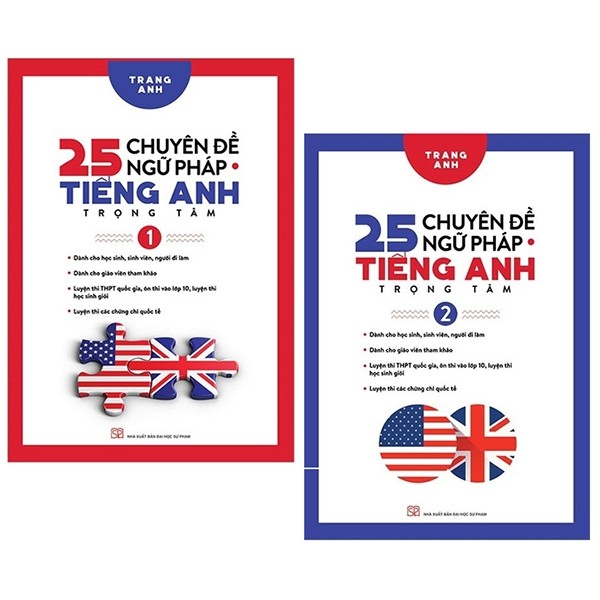 TRANG
ANH
25 CHUYÊN ĐỀ
NGỮ PHÁP •
TIẾNG ANH
TRỌNG TÂM
1
• Dành cho học sinh, sinh viên, người đi làm
• Dành cho giáo viên tham khảo
• Luyện thi THPT quốc gia, ôn thi vào lớp 10, luyện thi
học sinh giỏi
• Luyện thi các chứng chỉ quốc tế
SP
NHÀ XUẤT BẢN ĐẠI HỌC SƯ PHẠM
TRANG
ANH
25 CHUYÊN ĐỀ
NGỮ PHÁP •
TIẾNG ANH
TRỌNG TÂM
2
• Dành cho học sinh, sinh viên, người đi làm
• Dành cho giáo viên tham khảo
• Luyện thi THPT quốc gia, ôn thi vào lớp 10, luyện thi
học sinh giỏi
• Luyện thi các chứng chỉ quốc tế
SP
NHÀ XUẤT BẢN ĐẠI HỌC SƯ PHẠM